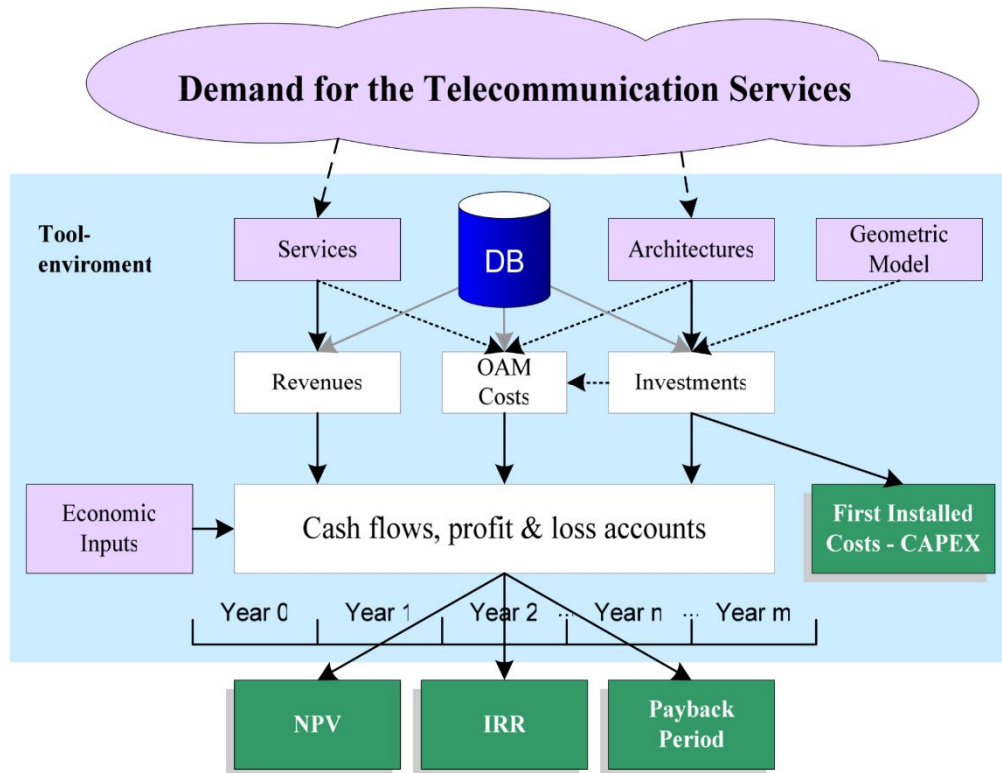 Demand for the Telecommunication Services
Tool-
enviroment
Services
DB
Architectures
Geometric
Model
Revenues
OAM
Costs
Investments
Economic
Inputs
Cash flows, profit & loss accounts
First Installed
Costs - CAPEX
Year 0 Year 1 Year 2 ... Year n ... Year m
NPV
IRR
Payback
Period